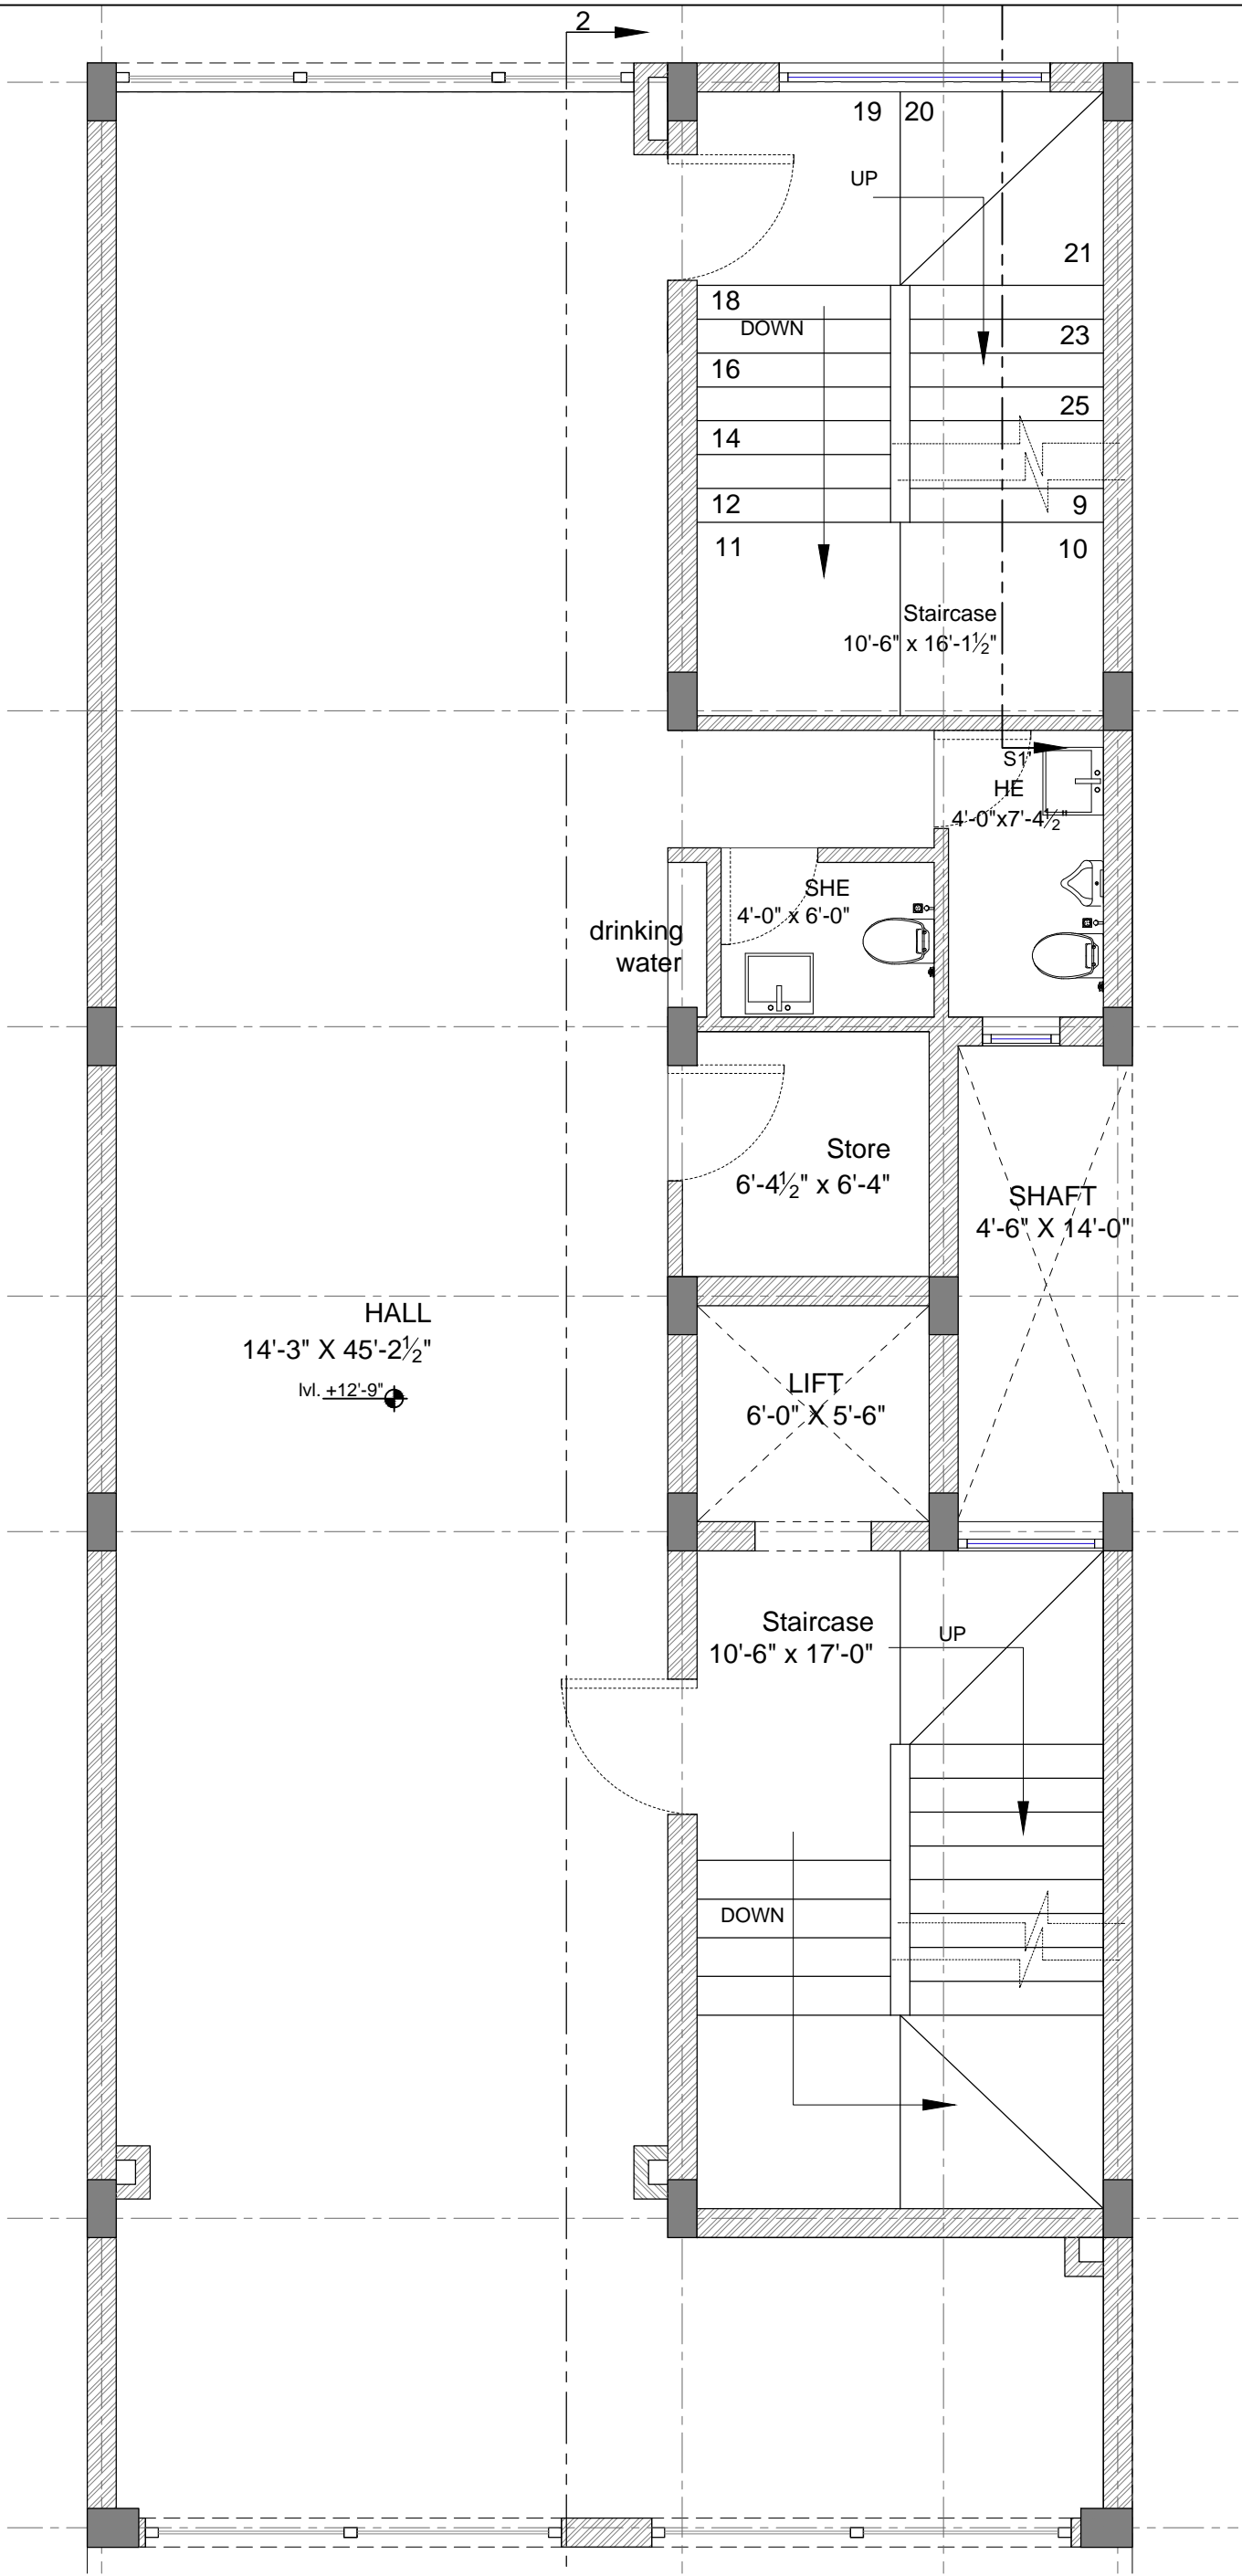 2
19
20
UP
21
18
DOWN
23
16
25
14
12
9
11
10
Staircase
10'-6" x 16'-1½"
S1'
HE
4'-0"x7'-4½"
SHE
4'-0" x 6'-0"
drinking
water
Store
6'-4½" x 6'-4"
SHAFT
4'-6" X 14'-0"
HALL
14'-3" X 45'-2½"
lvl. +12'-9"
LIFT
6'-0" X 5'-6"
Staircase
10'-6" x 17'-0"
UP
DOWN